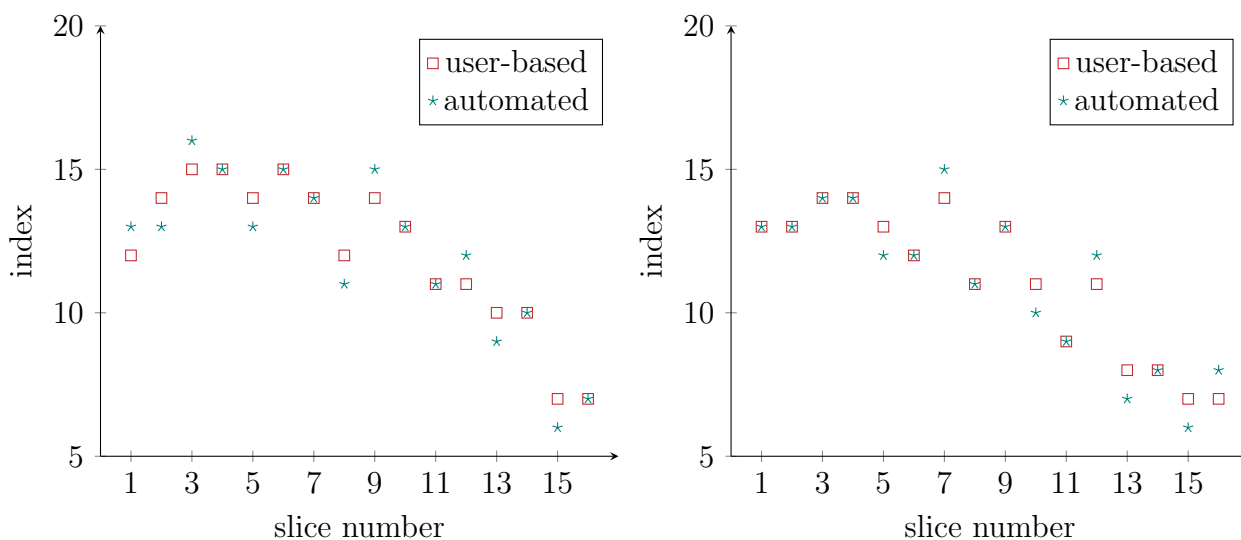 20
15
10
5
index
1 3 5 7 9 11 13 15
slice number
user-based
automated
20
15
10
5
index
1 3 5 7 9 11 13 15
slice number
user-based
automated